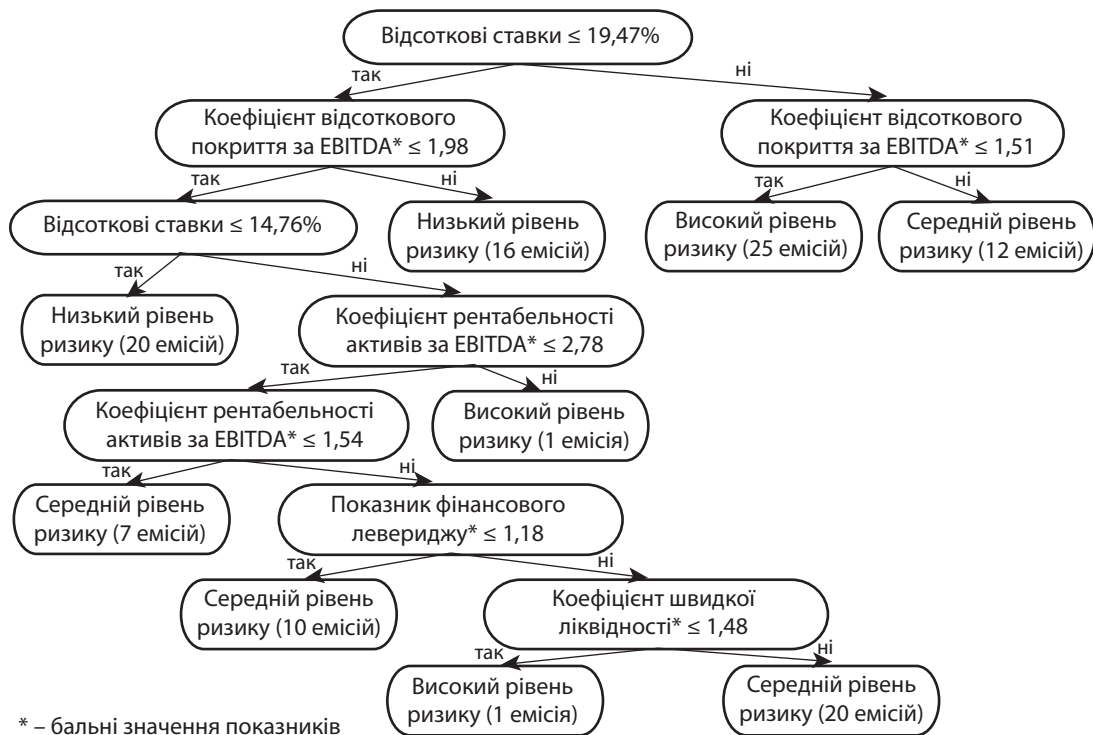 Відсоткові ставки ≤ 19,47%
так
ні
Коефіцієнт відсоткового
покриття за EBITDA* ≤ 1,98
Коефіцієнт відсоткового
покриття за EBITDA* ≤ 1,51
так
ні
так
ні
Відсоткові ставки ≤ 14,76%
Низький рівень
ризику (16 емісій)
Високий рівень
ризику (25 емісій)
Середній рівень
ризику (12 емісій)
так
ні
Низький рівень
ризику (20 емісій)
Коефіцієнт рентабельності
активів за EBITDA* ≤ 2,78
так
ні
Коефіцієнт рентабельності
активів за EBITDA* ≤ 1,54
Високий рівень
ризику (1 емісія)
так
ні
Середній рівень
ризику (7 емісій)
Показник фінансового
левериджу* ≤ 1,18
так
ні
Середній рівень
ризику (10 емісій)
Коефіцієнт швидкої
ліквідності* ≤ 1,48
так
ні
Високий рівень
ризику (1 емісія)
Середній рівень
ризику (20 емісій)
* – бальні значення показників